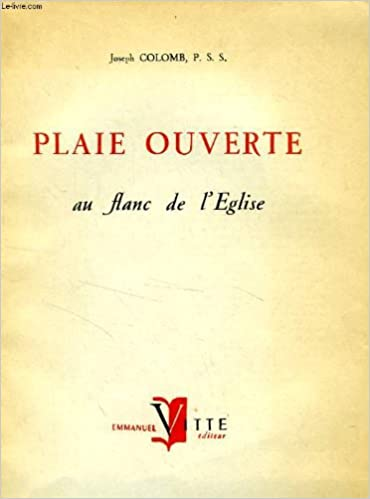 Le-livre.com
Joseph COLOMB, P. S. S.
PLAIE OUVERTE
au flanc de l'Eglise
EMMANUEL VITTE
éditeur